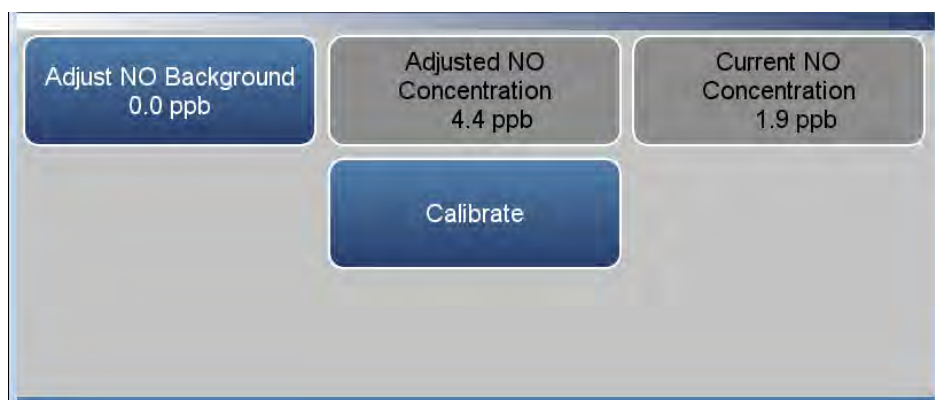 Adjust NO Background
0.0 ppb
Adjusted NO
Concentration
4.4 ppb
Current NO
Concentration
1.9 ppb
Calibrate